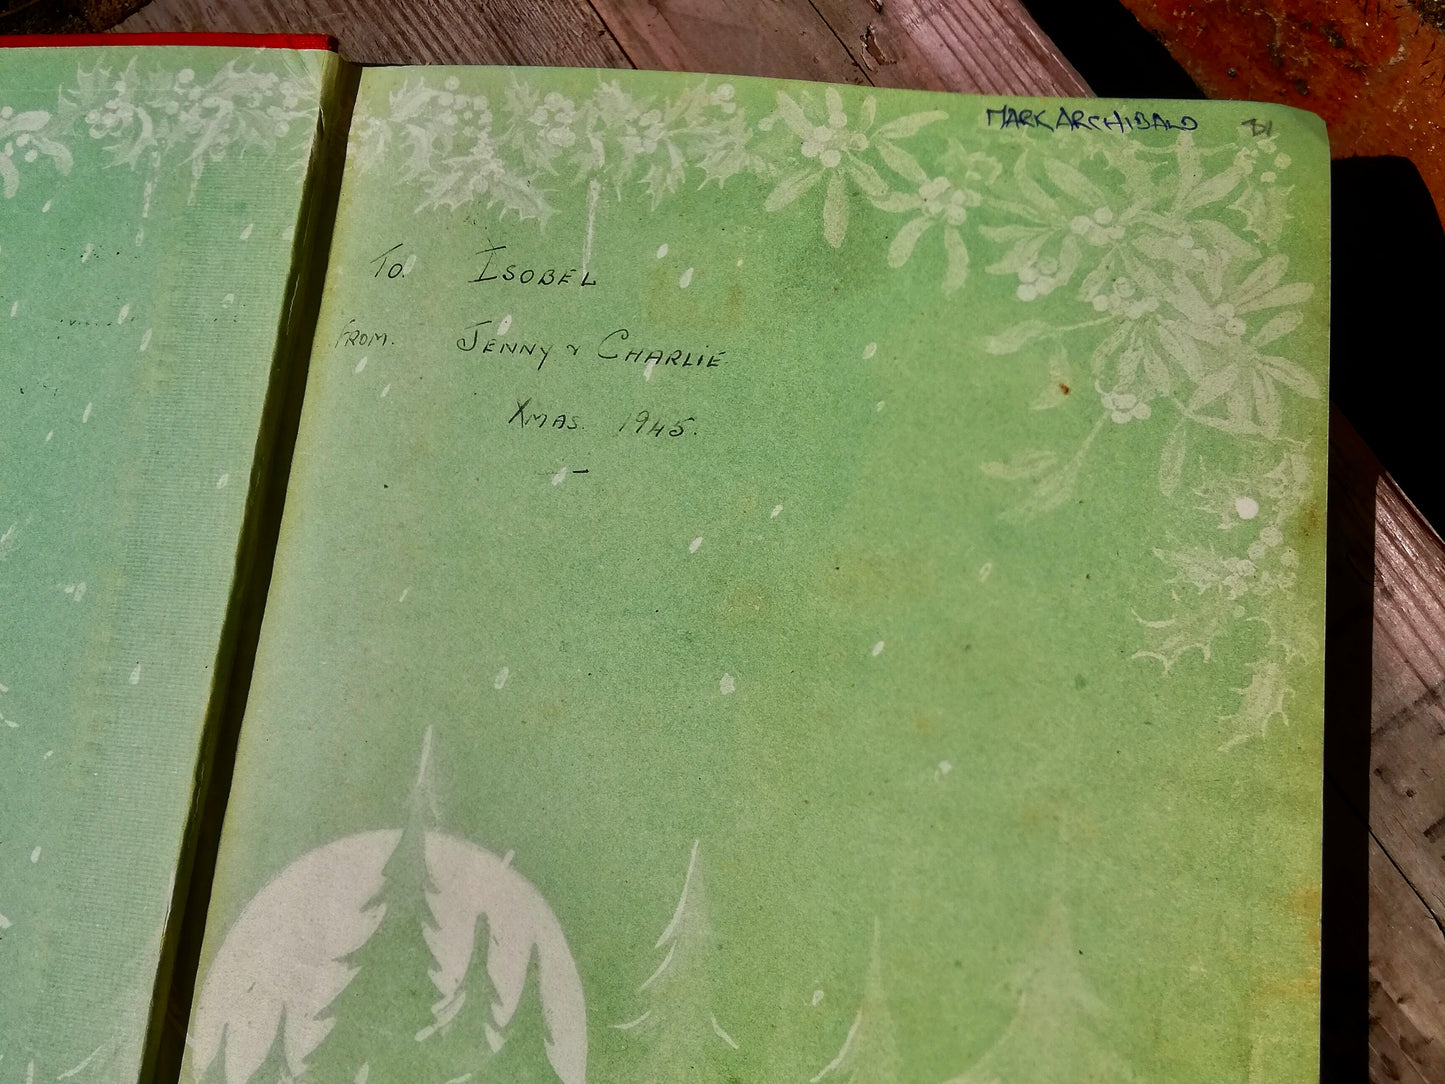 MARK ARCHIBALD
To. ISOBEL
FROM. JENNY & CHARLIE.
XMAS. 1945.